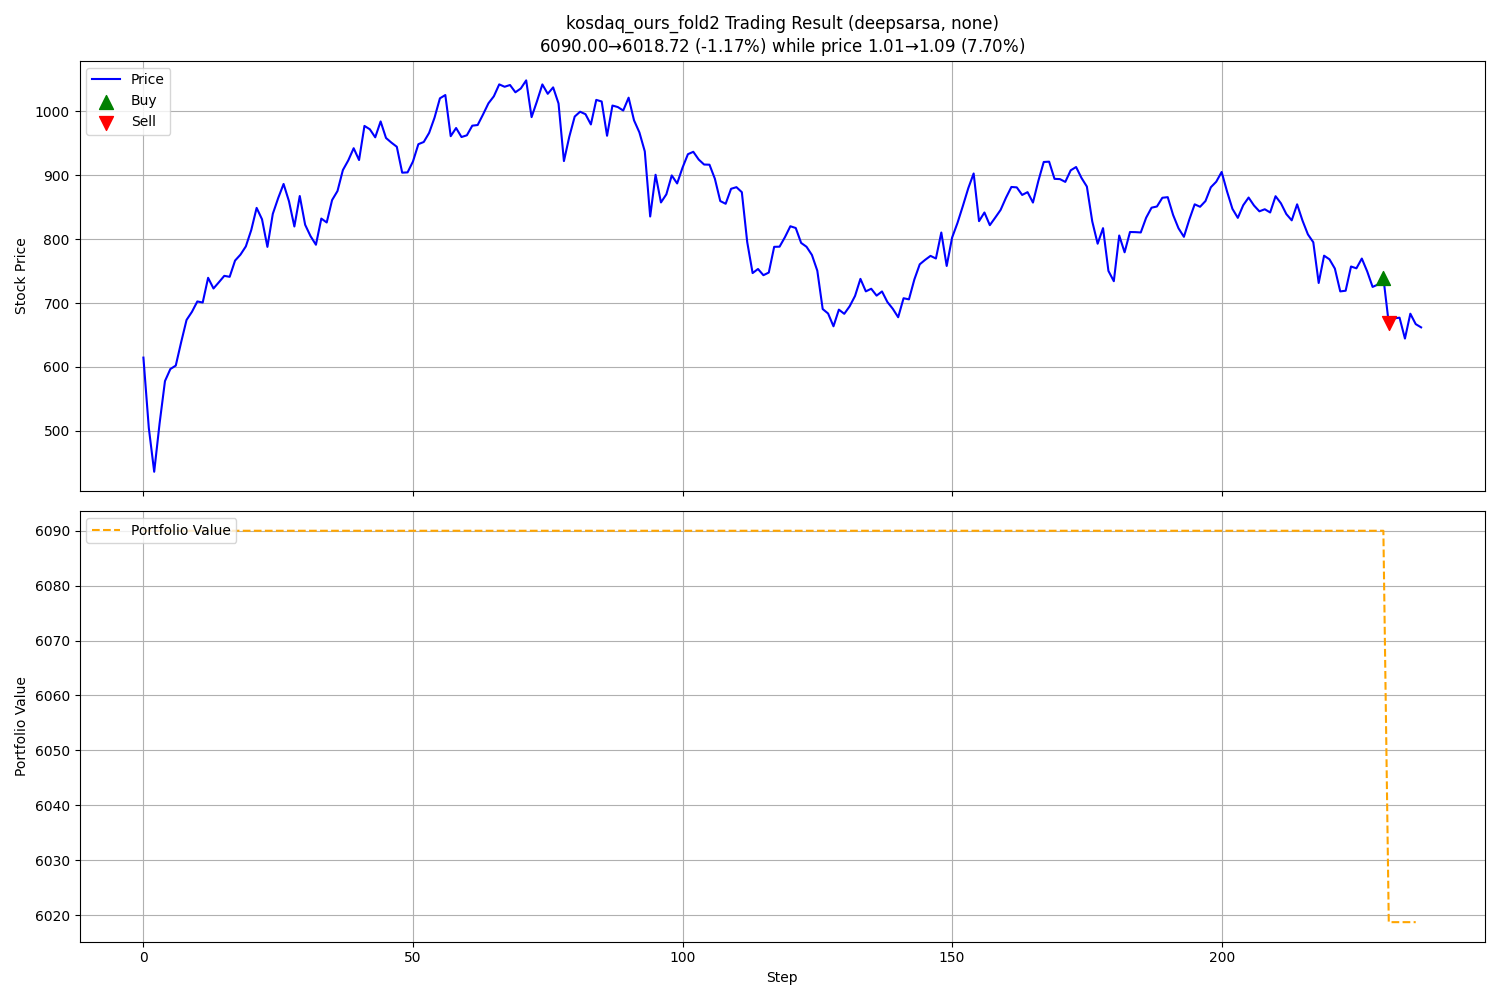 kosdaq_ours_fold2 Trading Result (deepsarsa, none)
6090.00→6018.72 (-1.17%) while price 1.01→1.09 (7.70%)
Price
Buy
Sell
1000
900
800
700
600
500
Stock Price
Portfolio Value
6090
6080
6070
6060
6050
6040
6030
6020
Portfolio Value
0
50
100
150
200
Step